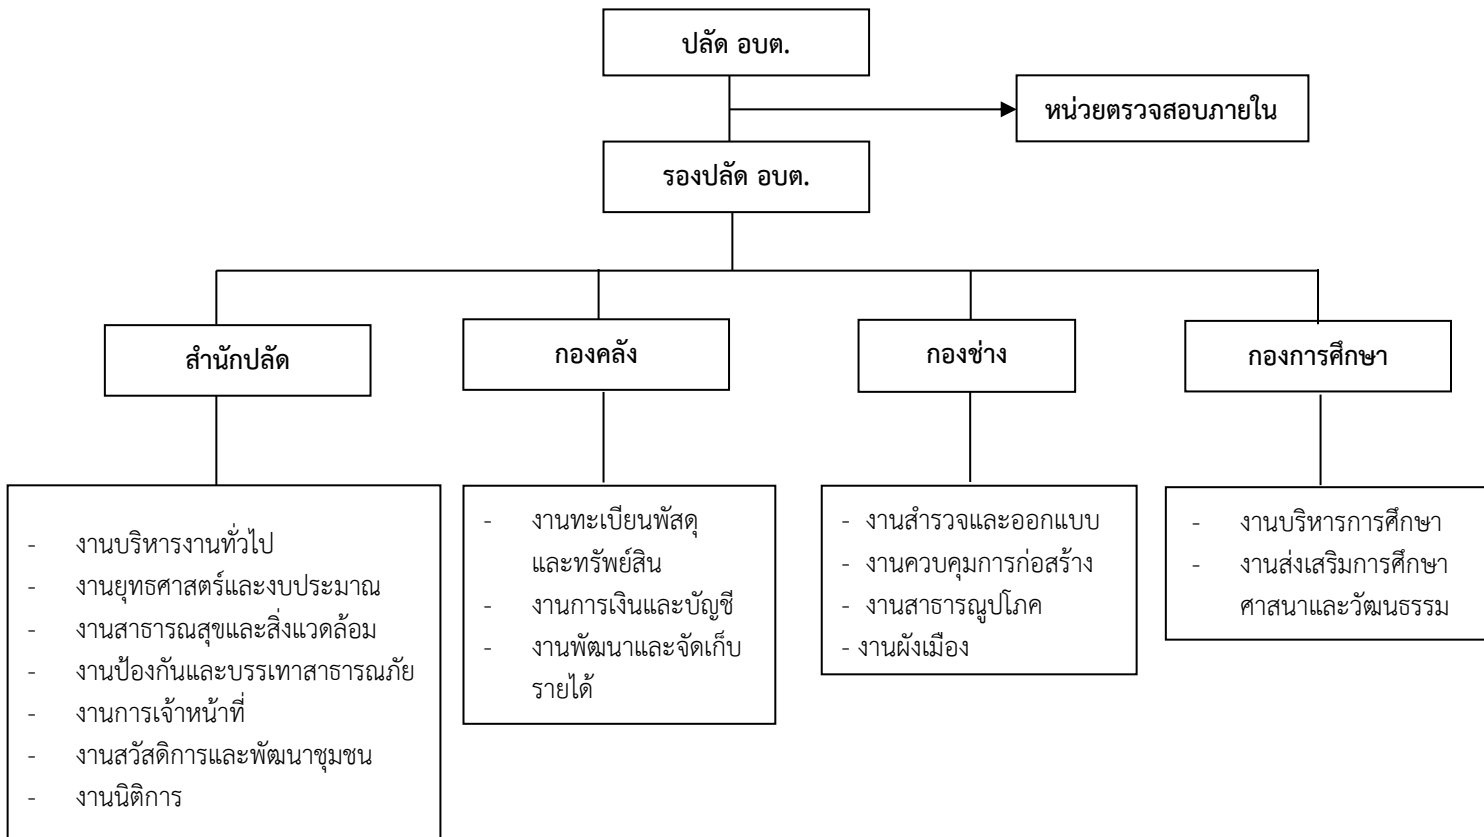 ปลัด อบต.
หน่วยตรวจสอบภายใน
รองปลัด อบต.
สำนักปลัด
กองคลัง
กองช่าง
กองการศึกษา
- งานบริหารงานทั่วไป
- งานยุทธศาสตร์และงบประมาณ
- งานสาธารณสุขและสิ่งแวดล้อม
- งานป้องกันและบรรเทาสาธารณภัย
- งานการเจ้าหน้าที่
- งานสวัสดิการและพัฒนาชุมชน
- งานนิติการ
- งานทะเบียนพัสดุ
และทรัพย์สิน
- งานการเงินและบัญชี
- งานพัฒนาและจัดเก็บ
รายได้
- งานสำรวจและออกแบบ
- งานควบคุมการก่อสร้าง
- งานสาธารณูปโภค
- งานผังเมือง
- งานบริหารการศึกษา
- งานส่งเสริมการศึกษา
ศาสนาและวัฒนธรรม